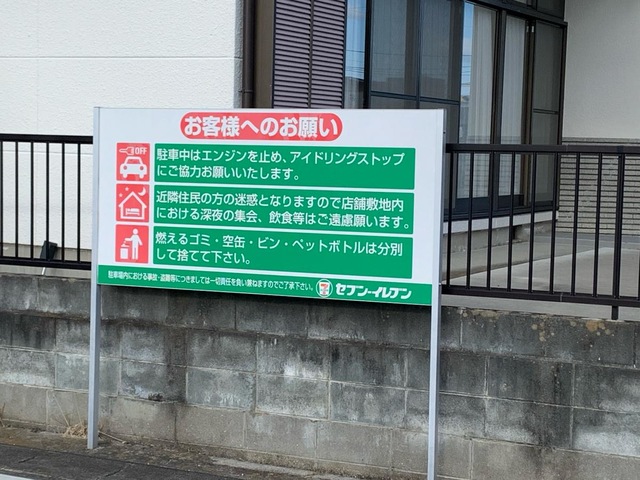 お客様へのお願い
OFF
駐車中はエンジンを止め、アイドリングストップ
にご協力お願いいたします。
近隣住民の方の迷惑となりますので店舗敷地内
における深夜の集会、飲食等はご遠慮願います。
燃えるゴミ・空缶・ビン・ペットボトルは分別
して捨てて下さい。
駐車場内における事故・盗難等につきましては一切責任を負い兼ねますのでご了承下さい。
セブン-イレブン